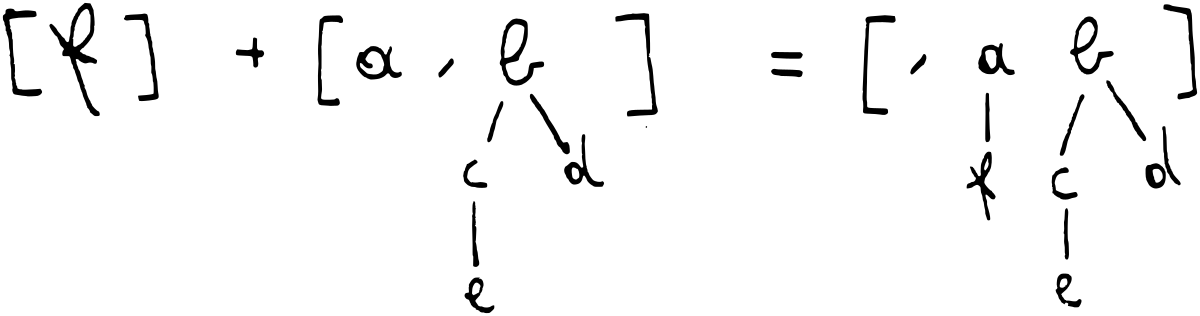 [f] + [a, b] = [, a b]
c d f c d
e e